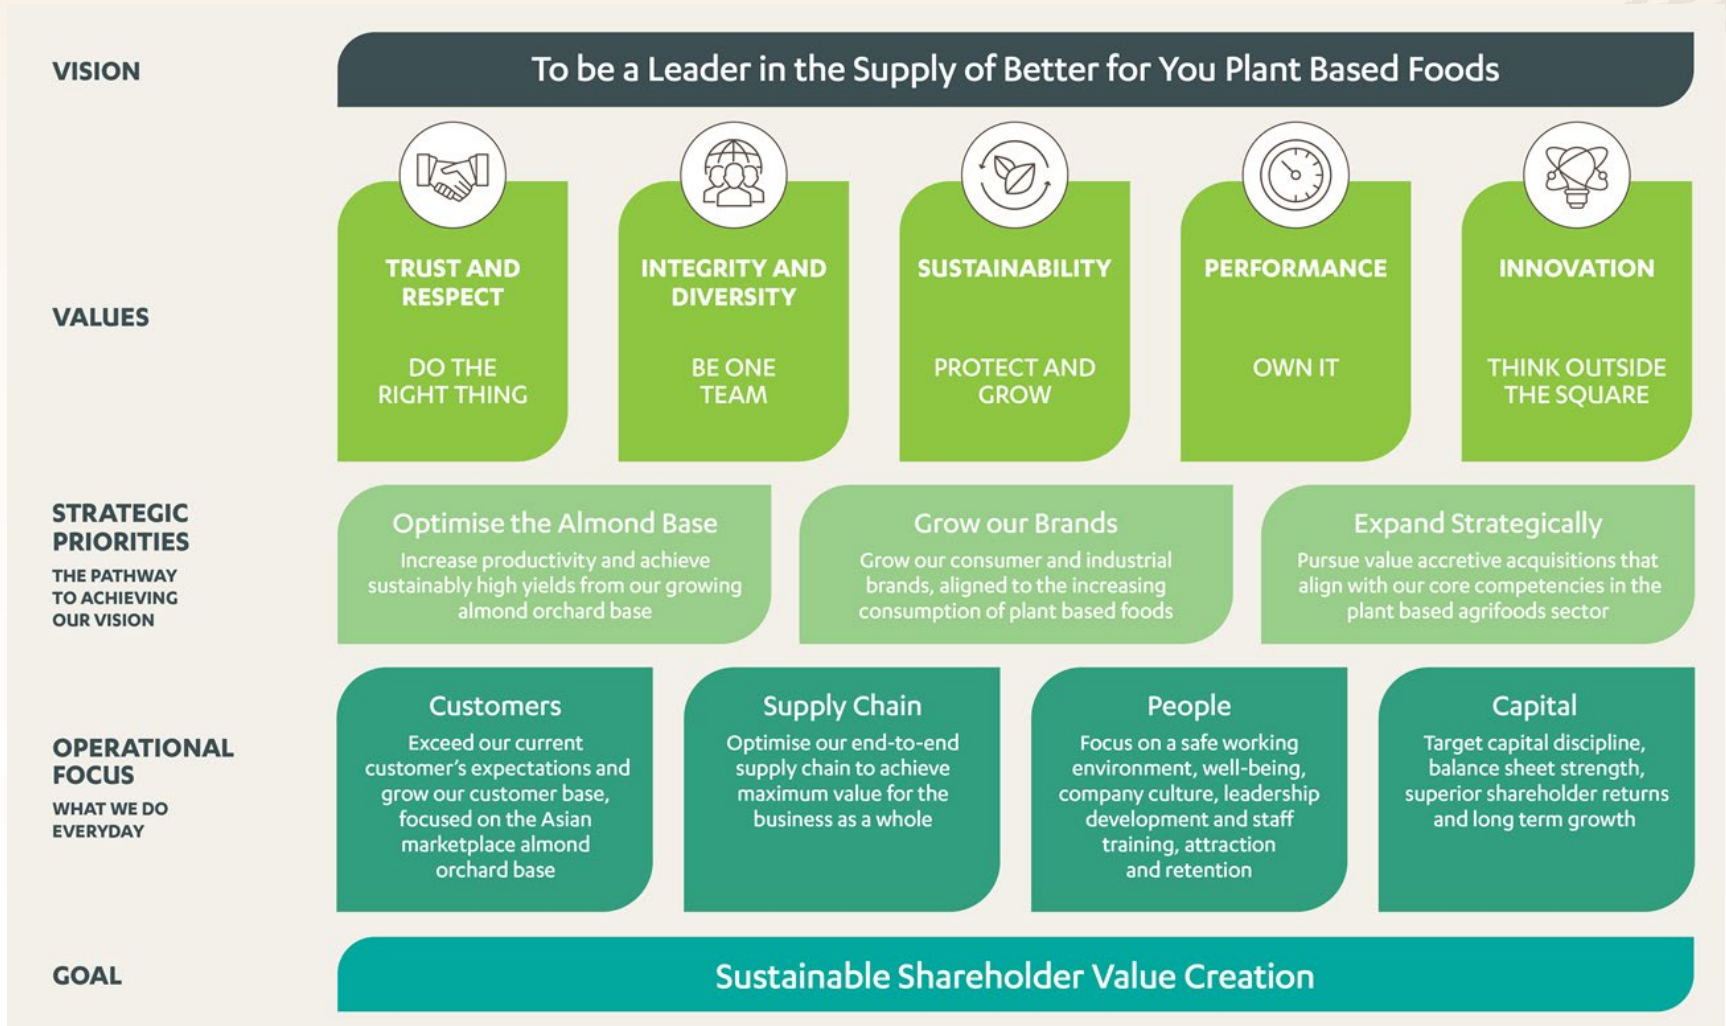 VISION
To be a Leader in the Supply of Better for You Plant Based Foods
VALUES
TRUST AND
RESPECT
DO THE
RIGHT THING
INTEGRITY AND
DIVERSITY
BE ONE
TEAM
SUSTAINABILITY
PROTECT AND
GROW
PERFORMANCE
OWN IT
INNOVATION
THINK OUTSIDE
THE SQUARE
STRATEGIC
PRIORITIES
THE PATHWAY
TO ACHIEVING
OUR VISION
Optimise the Almond Base
Increase productivity and achieve
sustainably high yields from our growing
almond orchard base
Grow our Brands
Grow our consumer and industrial
brands, aligned to the increasing
consumption of plant based foods
Expand Strategically
Pursue value accretive acquisitions that
align with our core competencies in the
plant based agrifoods sector
OPERATIONAL
FOCUS
WHAT WE DO
EVERYDAY
Customers
Exceed our current
customer's expectations and
grow our customer base,
focused on the Asian
marketplace almond
orchard base
Supply Chain
Optimise our end-to-end
supply chain to achieve
maximum value for the
business as a whole
People
Focus on a safe working
environment, well-being,
company culture, leadership
development and staff
training, attraction
and retention
Capital
Target capital discipline,
balance sheet strength,
superior shareholder returns
and long term growth
GOAL
Sustainable Shareholder Value Creation